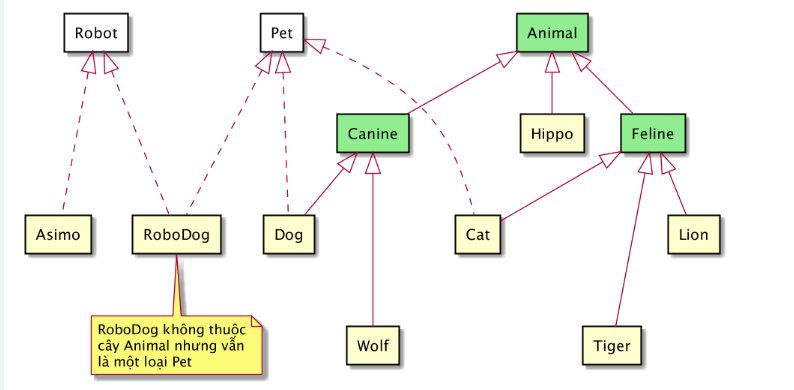 Robot
Pet
Animal
Canine
Hippo
Feline
Asimo
RoboDog
Dog
Cat
Lion
RoboDog không thuộc
cây Animal nhưng vẫn
là một loại Pet
Wolf
Tiger